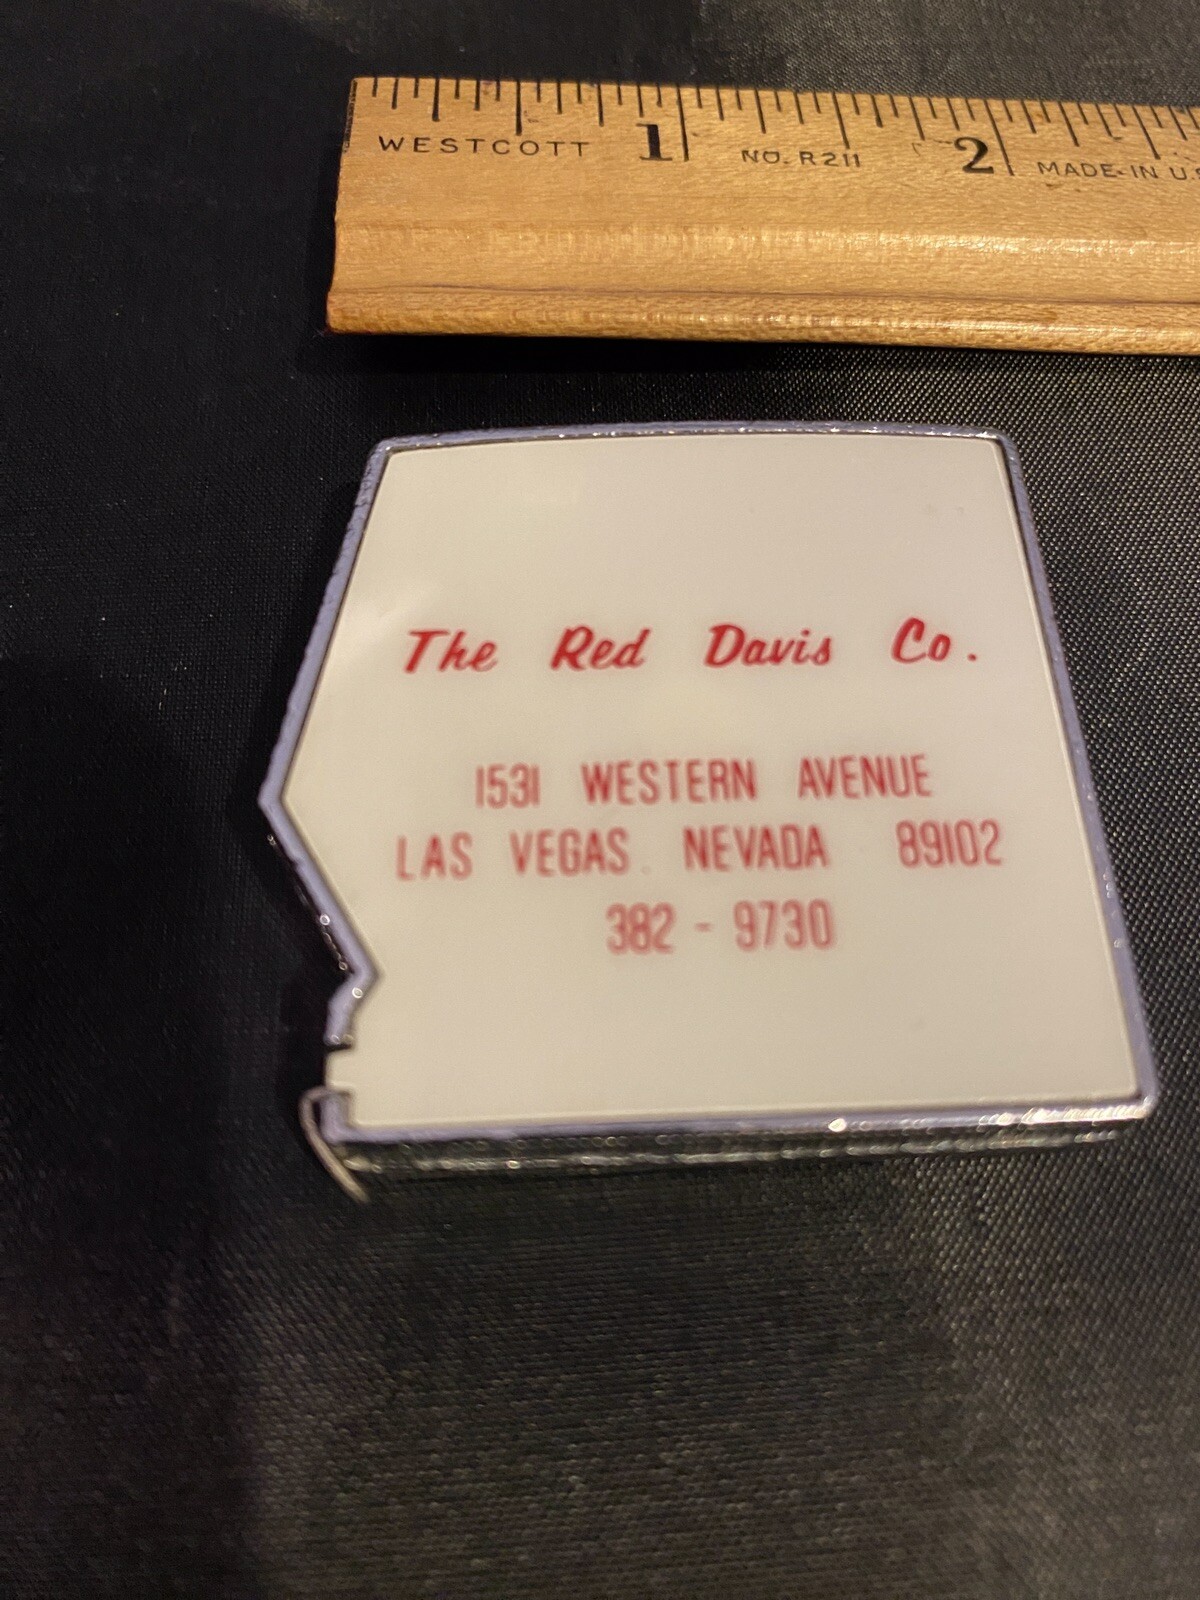 WESTCOTT 1 NO. R211 2 MADE-IN U.S
The Red Davis Co.
1531 WESTERN AVENUE
LAS VEGAS. NEVADA 89102
382 - 9730